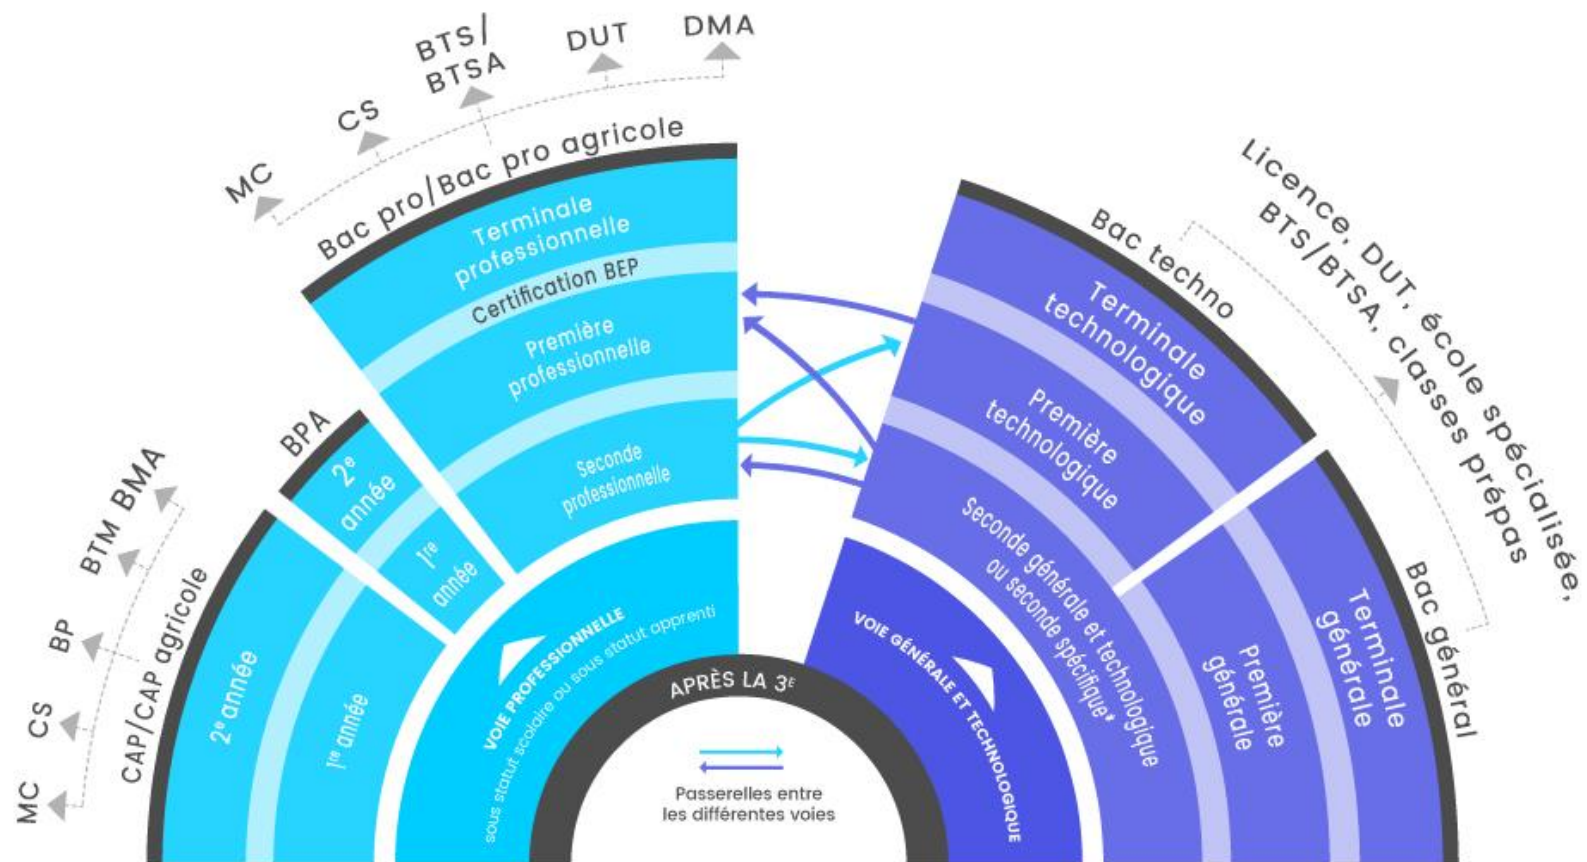 MC
CS
BTS/
BTSA
DUT
DMA
Bac pro/Bac pro agricole
Terminale
professionnelle
Certification BEP
Première
professionnelle
Seconde
professionnelle
BPA
2e
année
1re
année
MC
CS
BP
BTM BMA
CAP/CAP agricole
2e année
1re année
VOIE PROFESSIONNELLE
sous statut scolaire ou sous statut apprenti
APRÈS LA 3E
Passerelles entre
les différentes voies
VOIE GÉNÉRALE ET TECHNOLOGIQUE
Seconde générale et technologique
ou seconde spécifique*
Première
technologique
Terminale
technologique
Bac techno
Première
générale
Terminale
générale
Bac général
Licence, DUT, école spécialisée,
BTS/BTSA, classes prépas